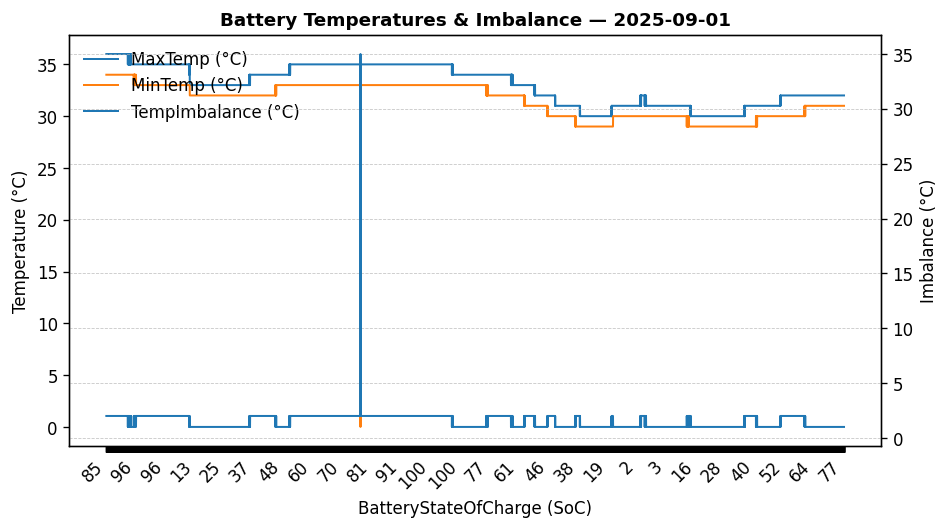 Battery Temperatures & Imbalance — 2025-09-01
MaxTemp (°C)
MinTemp (°C)
TempImbalance (°C)
Temperature (°C)
35
30
25
20
15
10
5
0
35
30
25
20
15
10
5
0
Imbalance (°C)
85 96 96 13 25 37 48 60 70 81 91 100 100 77 61 46 38 19 2 3 16 28 40 52 64 77
BatteryStateOfCharge (SoC)